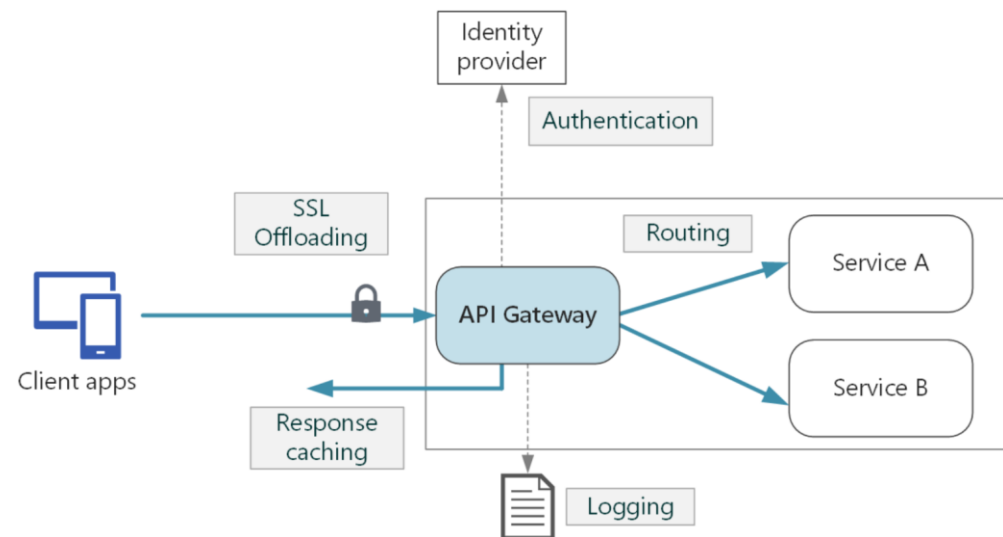 Identity
provider
Authentication
SSL
Offloading
Routing
Service A
API Gateway
Client apps
Service B
Response
caching
Logging